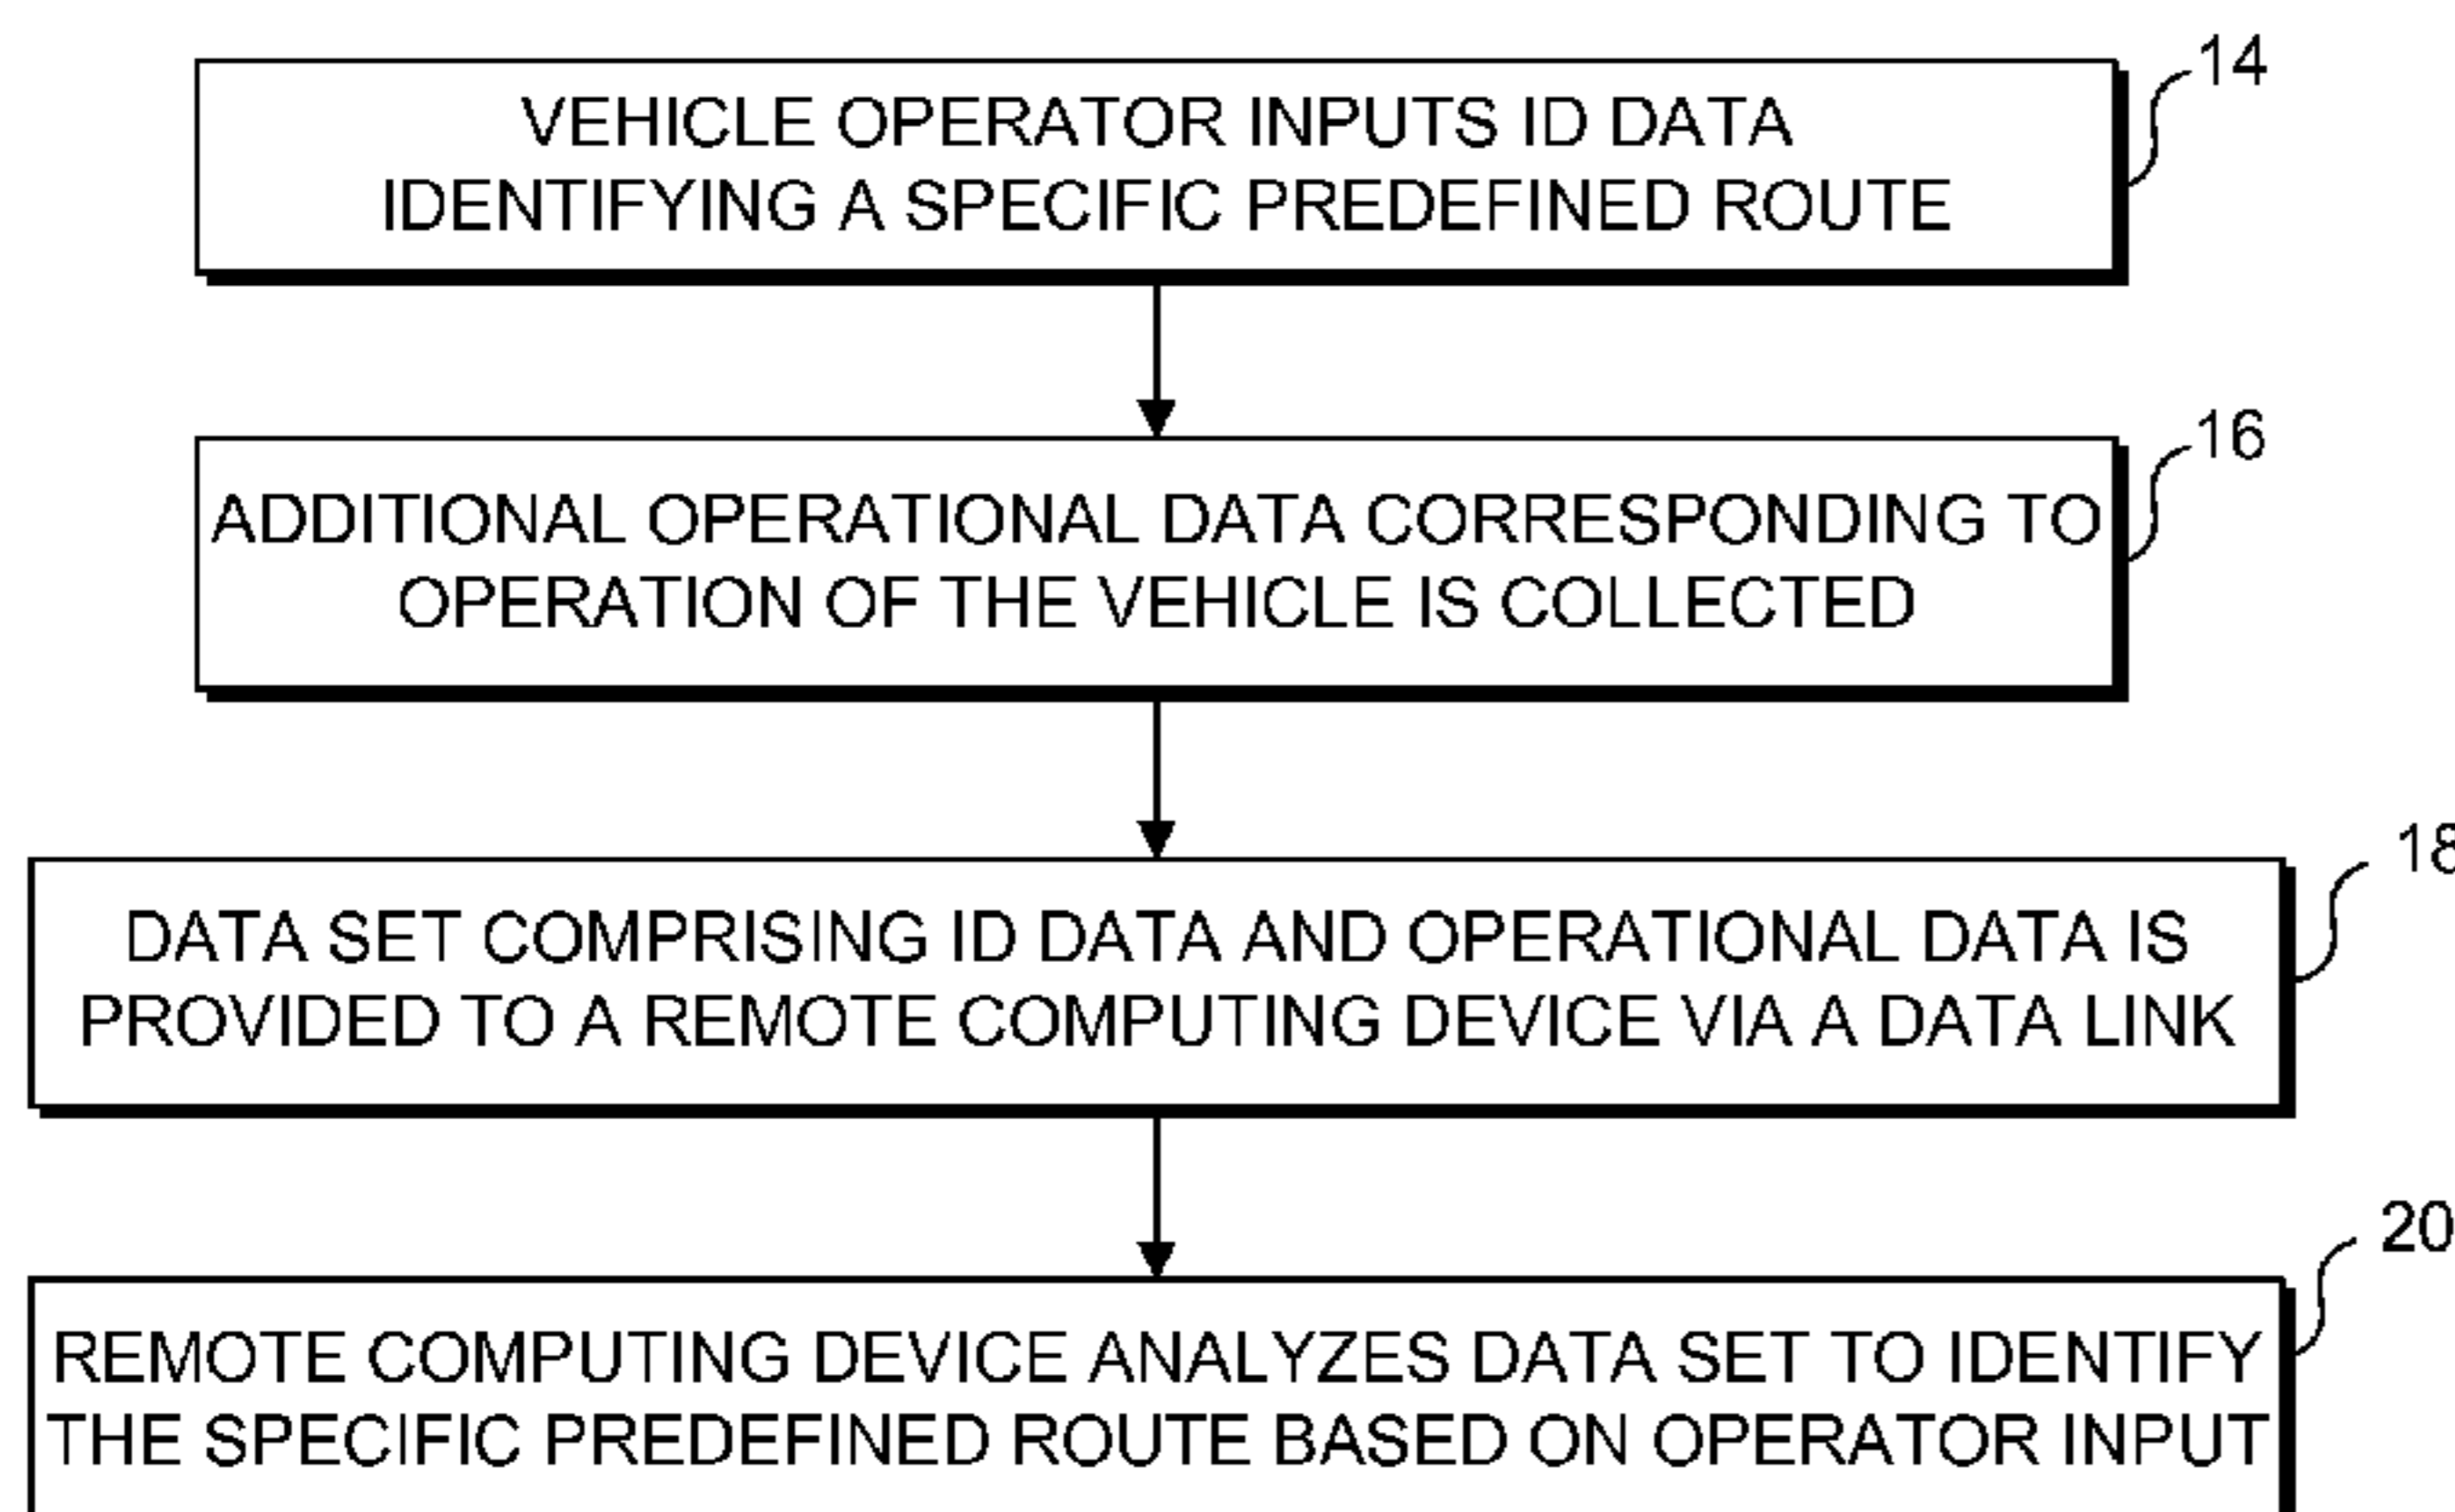 14
VEHICLE OPERATOR INPUTS ID DATA
IDENTIFYING A SPECIFIC PREDEFINED ROUTE
16
ADDITIONAL OPERATIONAL DATA CORRESPONDING TO
OPERATION OF THE VEHICLE IS COLLECTED
18
DATA SET COMPRISING ID DATA AND OPERATIONAL DATA IS
PROVIDED TO A REMOTE COMPUTING DEVICE VIA A DATA LINK
20
REMOTE COMPUTING DEVICE ANALYZES DATA SET TO IDENTIFY
THE SPECIFIC PREDEFINED ROUTE BASED ON OPERATOR INPUT